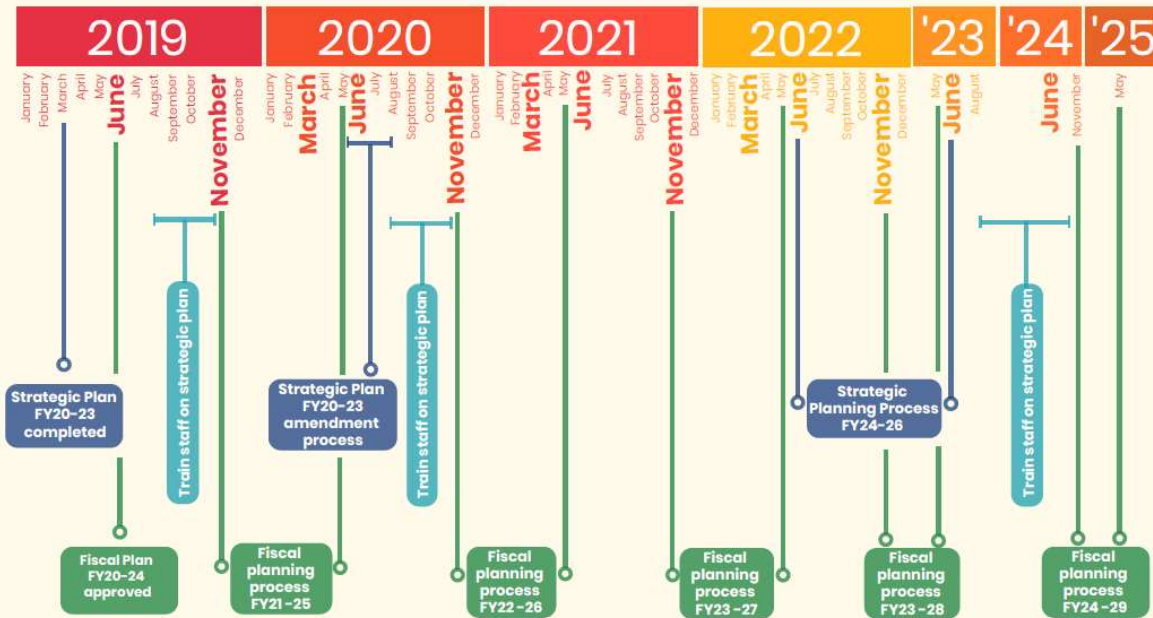 2019
2020
2021
2022
'23
'24
'25
January
February
March
April
May
June
July
August
September
October
November
December
January
February
March
April
May
June
July
August
September
October
November
December
January
February
March
April
May
June
July
August
September
October
November
December
January
February
March
April
May
June
July
August
September
October
November
December
May
June
August
June
November
May
Train staff on strategic plan
Train staff on strategic plan
Train staff on strategic plan
Strategic Plan
FY20-23
completed
Strategic Plan
FY20-23
amendment
process
Strategic
Planning Process
FY24-26
Fiscal Plan
FY20-24
approved
Fiscal
planning
process
FY21-25
Fiscal
planning
process
FY22-26
Fiscal
planning
process
FY23-27
Fiscal
planning
process
FY23-28
Fiscal
planning
process
FY24-29